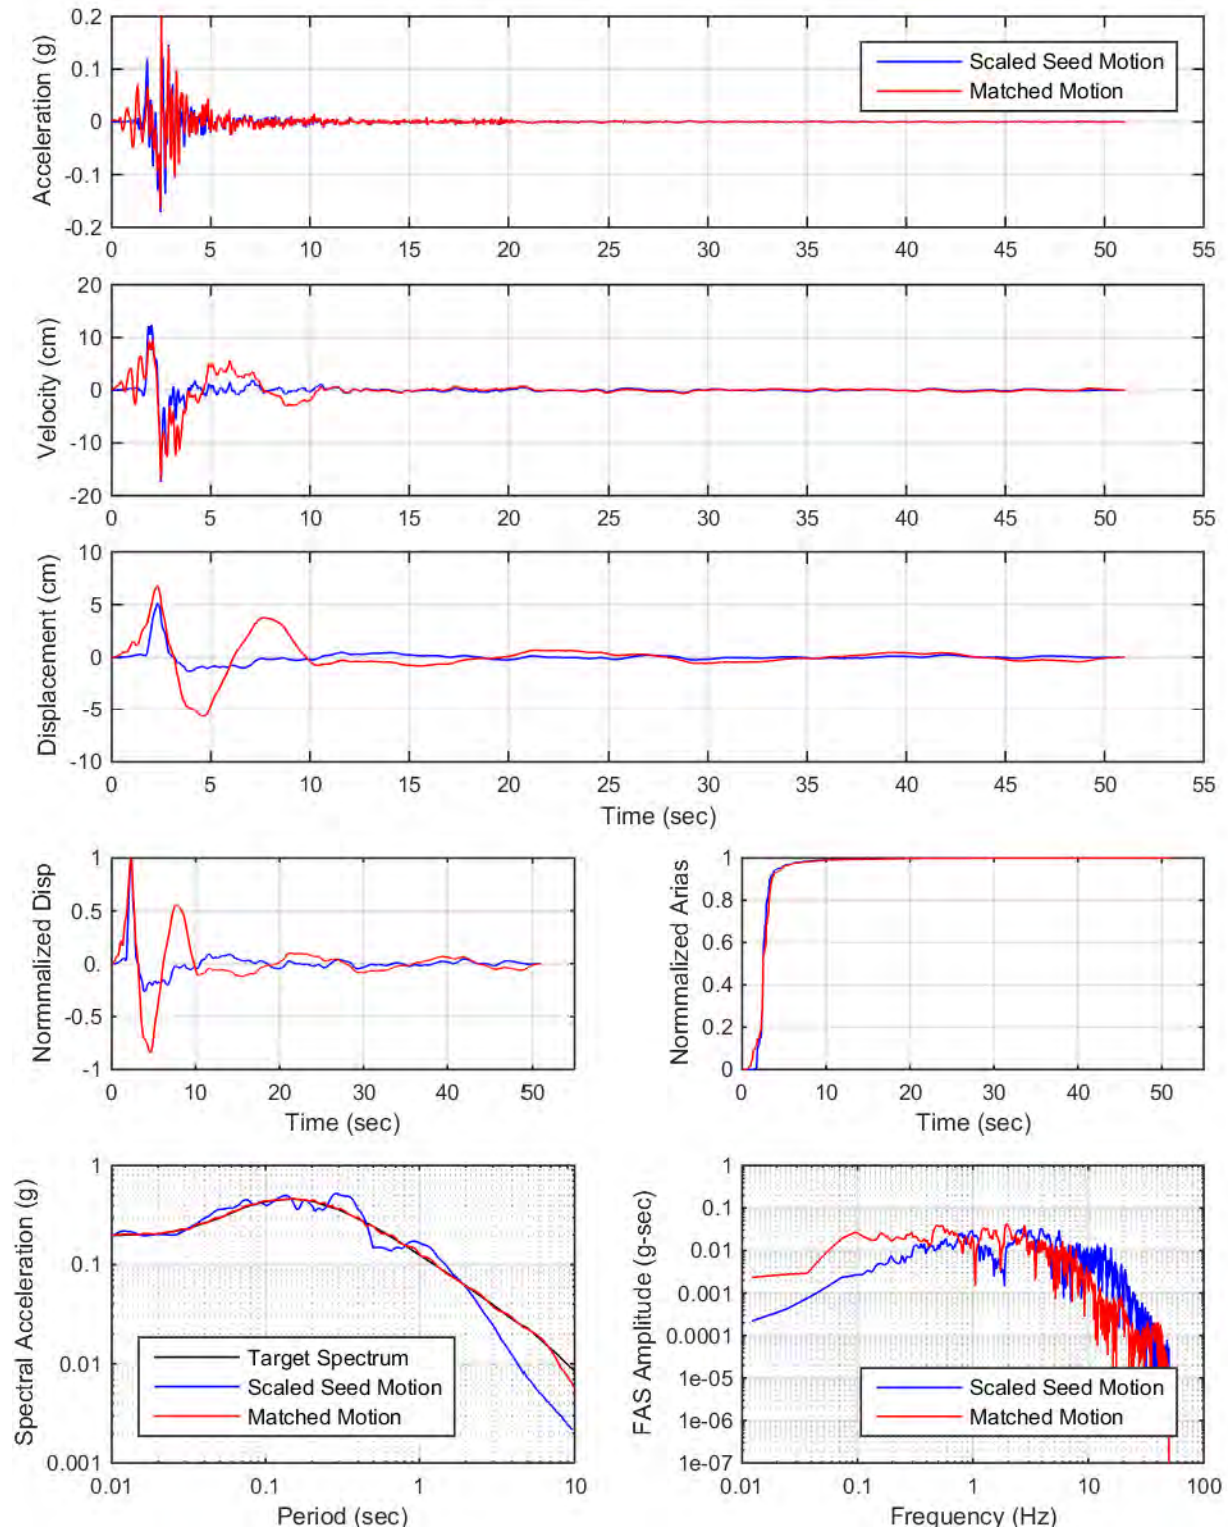 Acceleration (g)
0.2
0.1
0
-0.1
-0.2
Scaled Seed Motion
Matched Motion
0 5 10 15 20 25 30 35 40 45 50 55
Velocity (cm)
20
10
0
-10
-20
0 5 10 15 20 25 30 35 40 45 50 55
Displacement (cm)
10
5
0
-5
-10
0 5 10 15 20 25 30 35 40 45 50 55
Time (sec)
Normmalized Disp
1
0.5
0
-0.5
-1
0 10 20 30 40 50
Time (sec)
Normmalized Arias
1
0.8
0.6
0.4
0.2
0
0 10 20 30 40 50
Time (sec)
Spectral Acceleration (g)
1
0.1
0.01
0.001
Target Spectrum
Scaled Seed Motion
Matched Motion
0.01 0.1 1 10
Period (sec)
FAS Amplitude (g-sec)
1
0.1
0.01
0.001
0.0001
1e-05
1e-06
1e-07
Scaled Seed Motion
Matched Motion
0.01 0.1 1 10 100
Frequency (Hz)